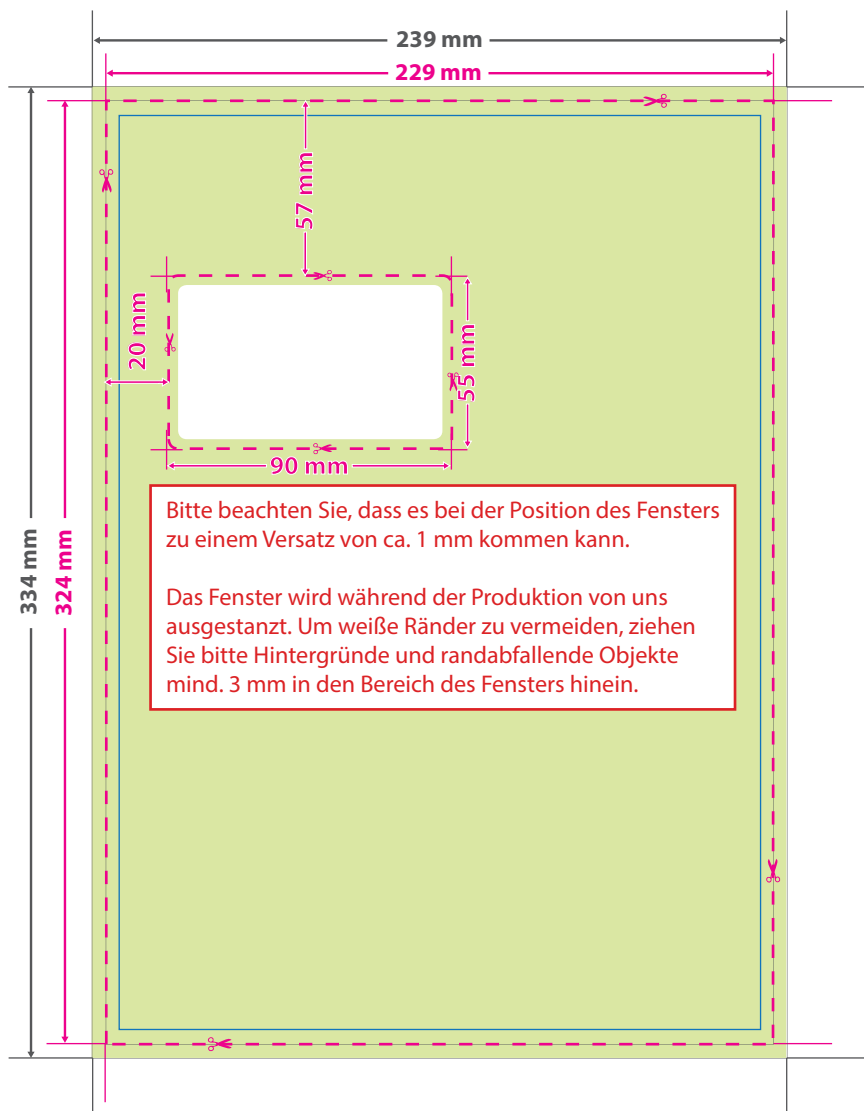 239 mm
229 mm
57 mm
20 mm
55 mm
90 mm
334 mm
324 mm
Bitte beachten Sie, dass es bei der Position des Fensters
zu einem Versatz von ca. 1 mm kommen kann.
Das Fenster wird während der Produktion von uns
ausgestanzt. Um weiße Ränder zu vermeiden, ziehen
Sie bitte Hintergründe und randabfallende Objekte
mind. 3 mm in den Bereich des Fensters hinein.